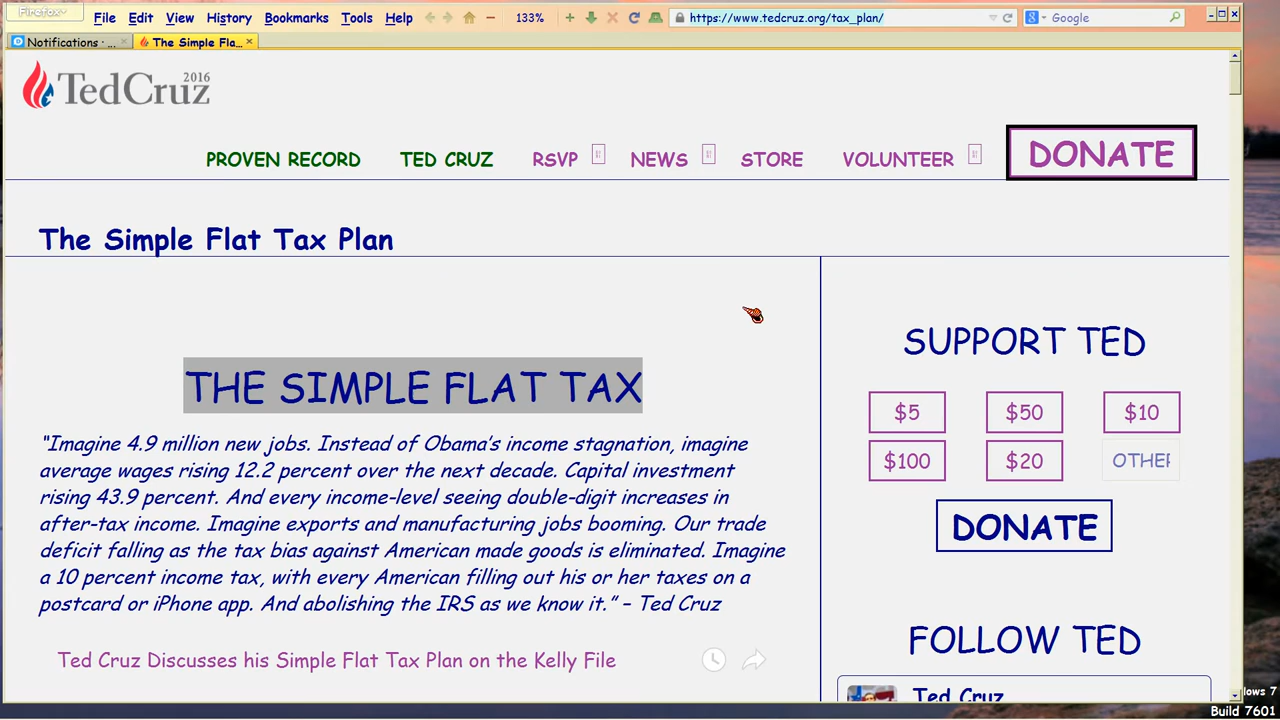 Firefox
File Edit View History Bookmarks Tools Help 133% https://www.tedcruz.org/tax_plan/ Google
Notifications · ... The Simple Fla...
TedCruz 2016
PROVEN RECORD TED CRUZ RSVP NEWS STORE VOLUNTEER DONATE
The Simple Flat Tax Plan
THE SIMPLE FLAT TAX
"Imagine 4.9 million new jobs. Instead of Obama's income stagnation, imagine
average wages rising 12.2 percent over the next decade. Capital investment
rising 43.9 percent. And every income-level seeing double-digit increases in
after-tax income. Imagine exports and manufacturing jobs booming. Our trade
deficit falling as the tax bias against American made goods is eliminated. Imagine
a 10 percent income tax, with every American filling out his or her taxes on a
postcard or iPhone app. And abolishing the IRS as we know it." – Ted Cruz
Ted Cruz Discusses his Simple Flat Tax Plan on the Kelly File
SUPPORT TED
$5 $50 $10
$100 $20 OTHER
DONATE
FOLLOW TED
Ted Cruz
lows 7
Build 7601